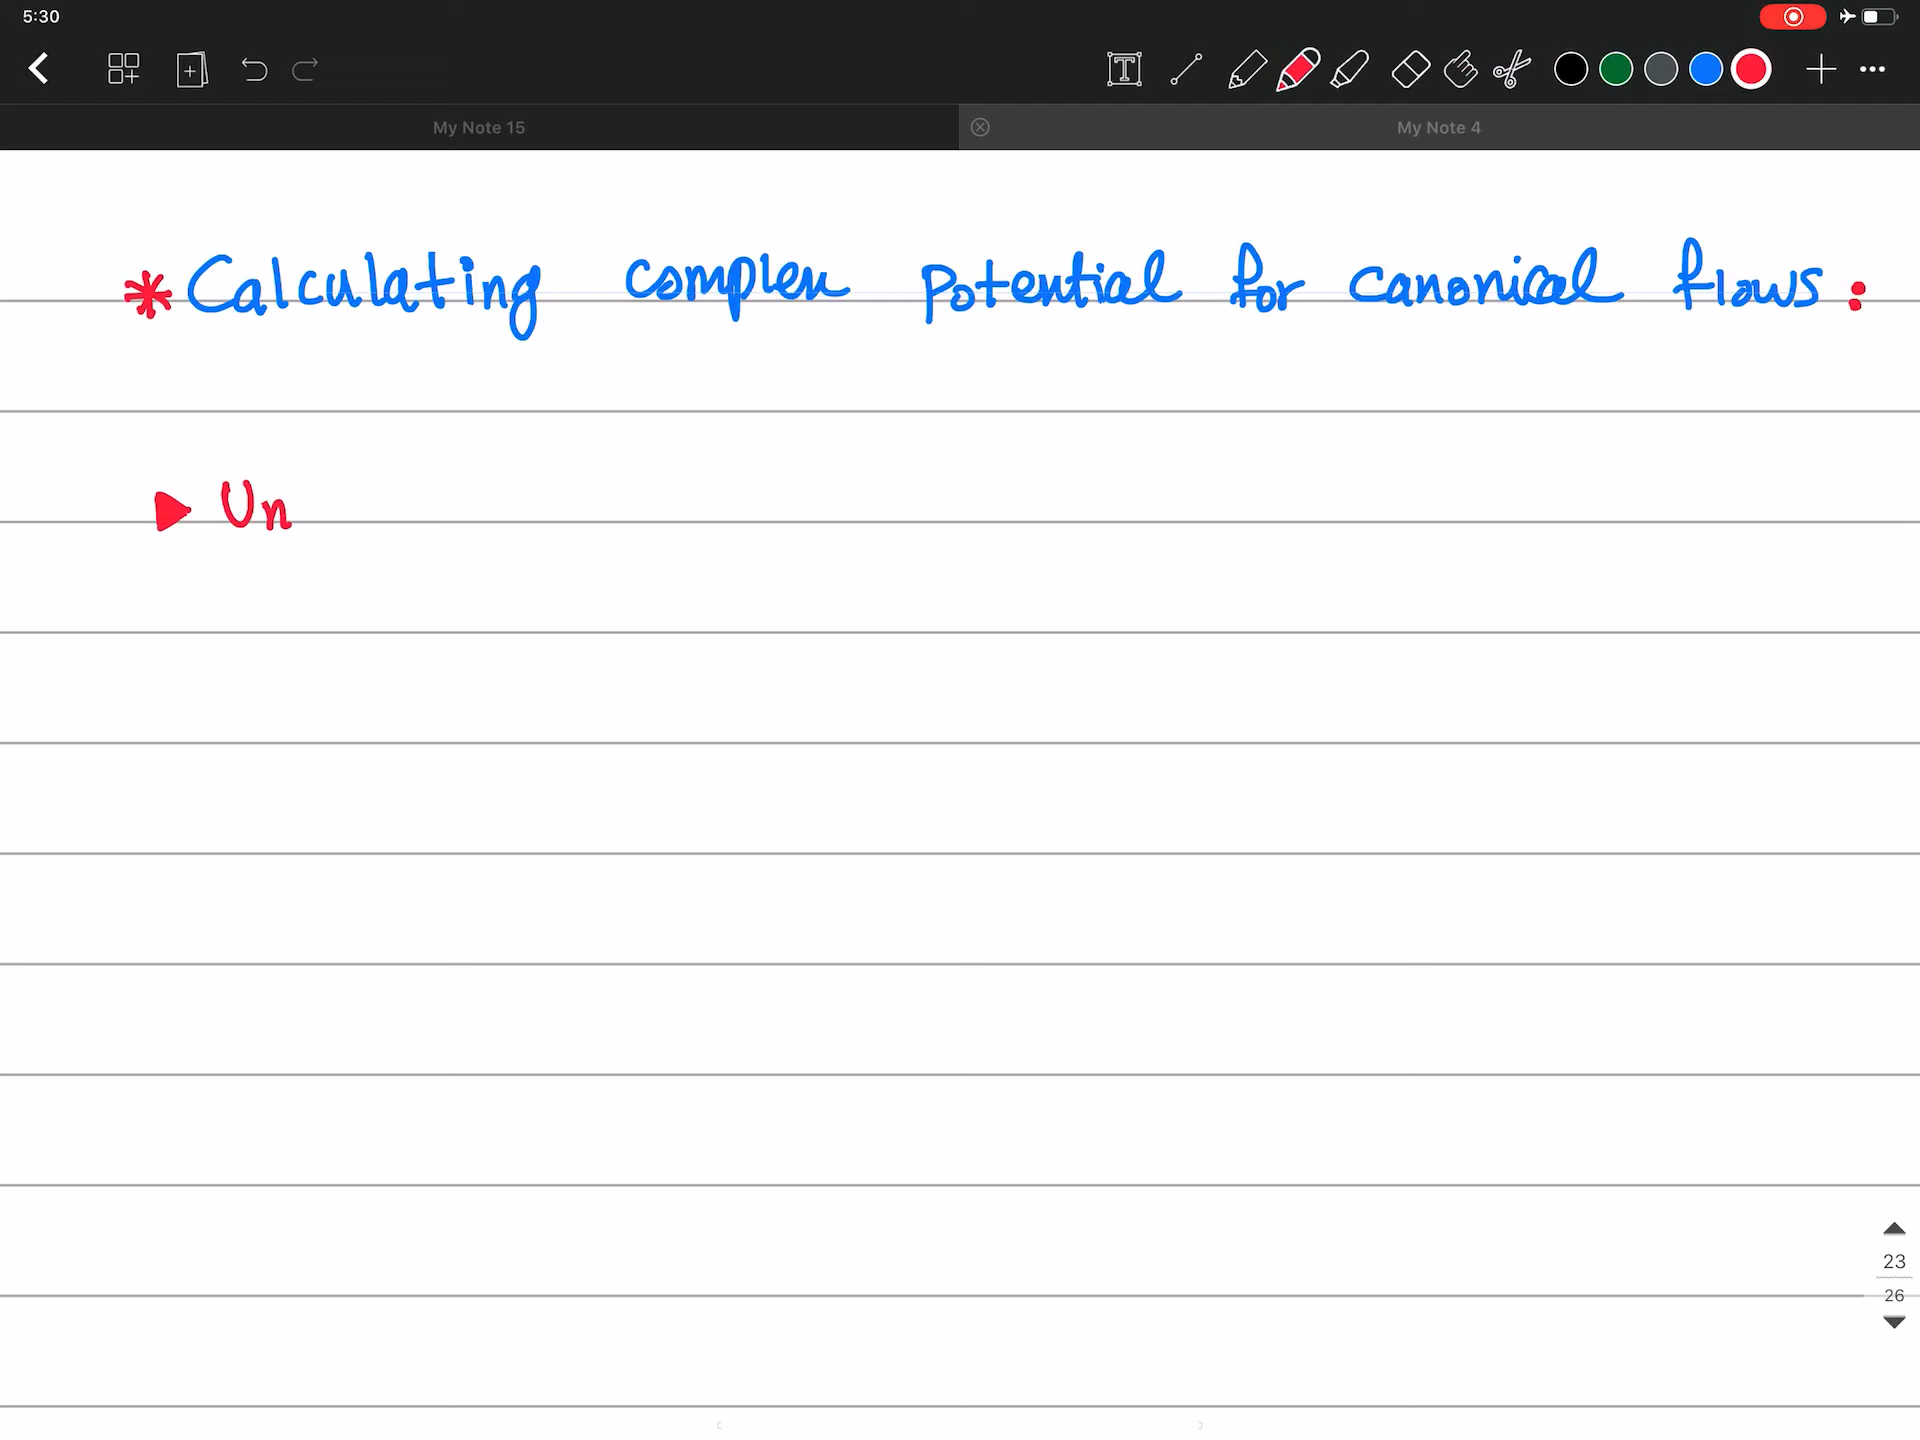 5:30
My Note 15
My Note 4
* Calculating complex potential for canonical flows :
▶ Un
23
26